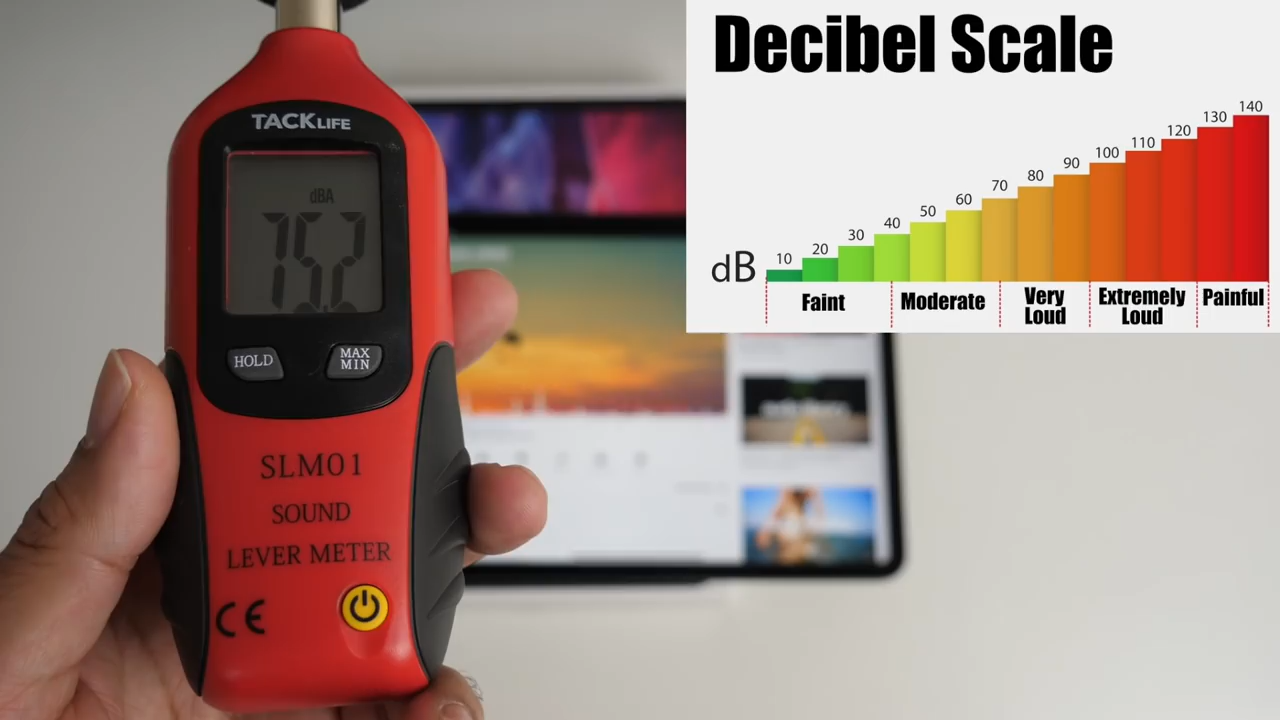 TACKLIFE
dBA
75.2
HOLD
MAX
MIN
SLM01
SOUND
LEVER METER
CE
Decibel Scale
10
20
30
40
50
60
70
80
90
100
110
120
130
140
dB
Faint
Moderate
Very
Loud
Extremely
Loud
Painful